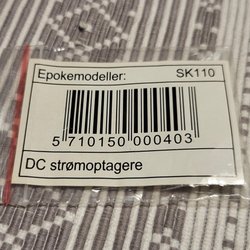 Epokemodeller: SK110
5 710150 000403
DC strømoptagere